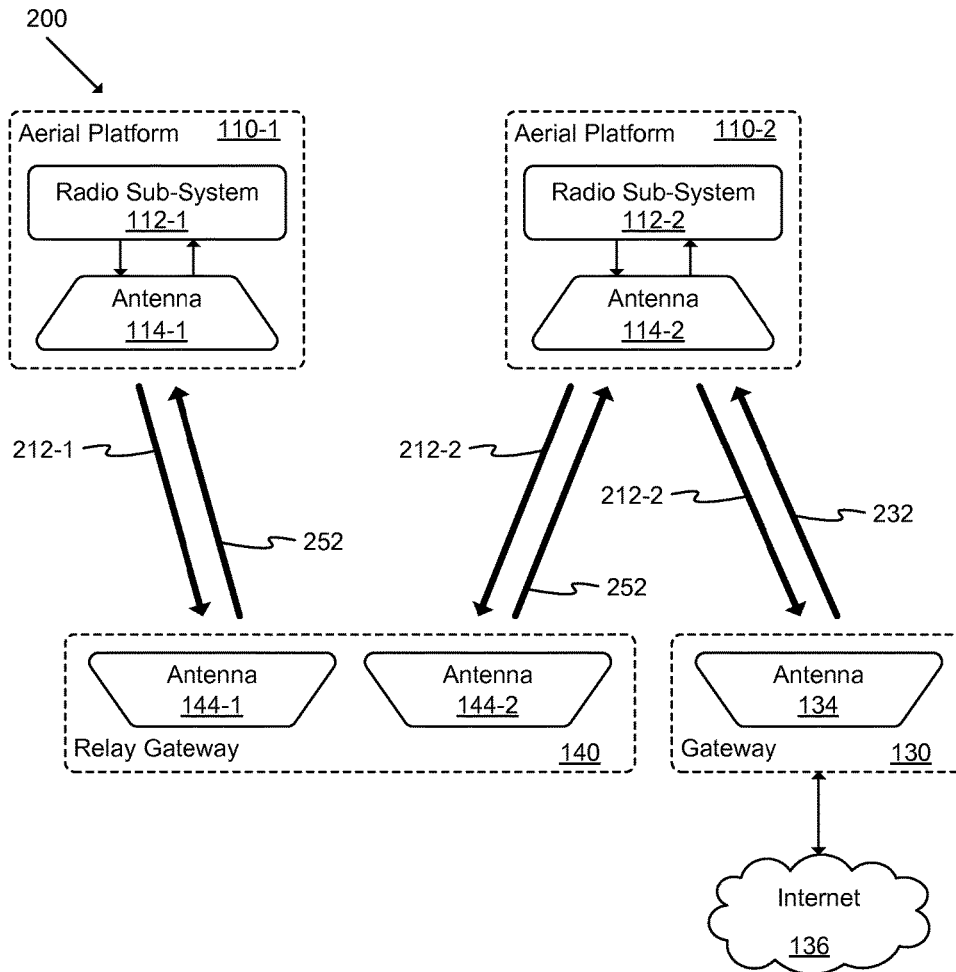 200
Aerial Platform 110-1
Radio Sub-System
112-1
Antenna
114-1
Aerial Platform 110-2
Radio Sub-System
112-2
Antenna
114-2
212-1
252
212-2
252
212-2
232
Antenna
144-1
Antenna
144-2
Relay Gateway 140
Antenna
134
Gateway 130
Internet
136